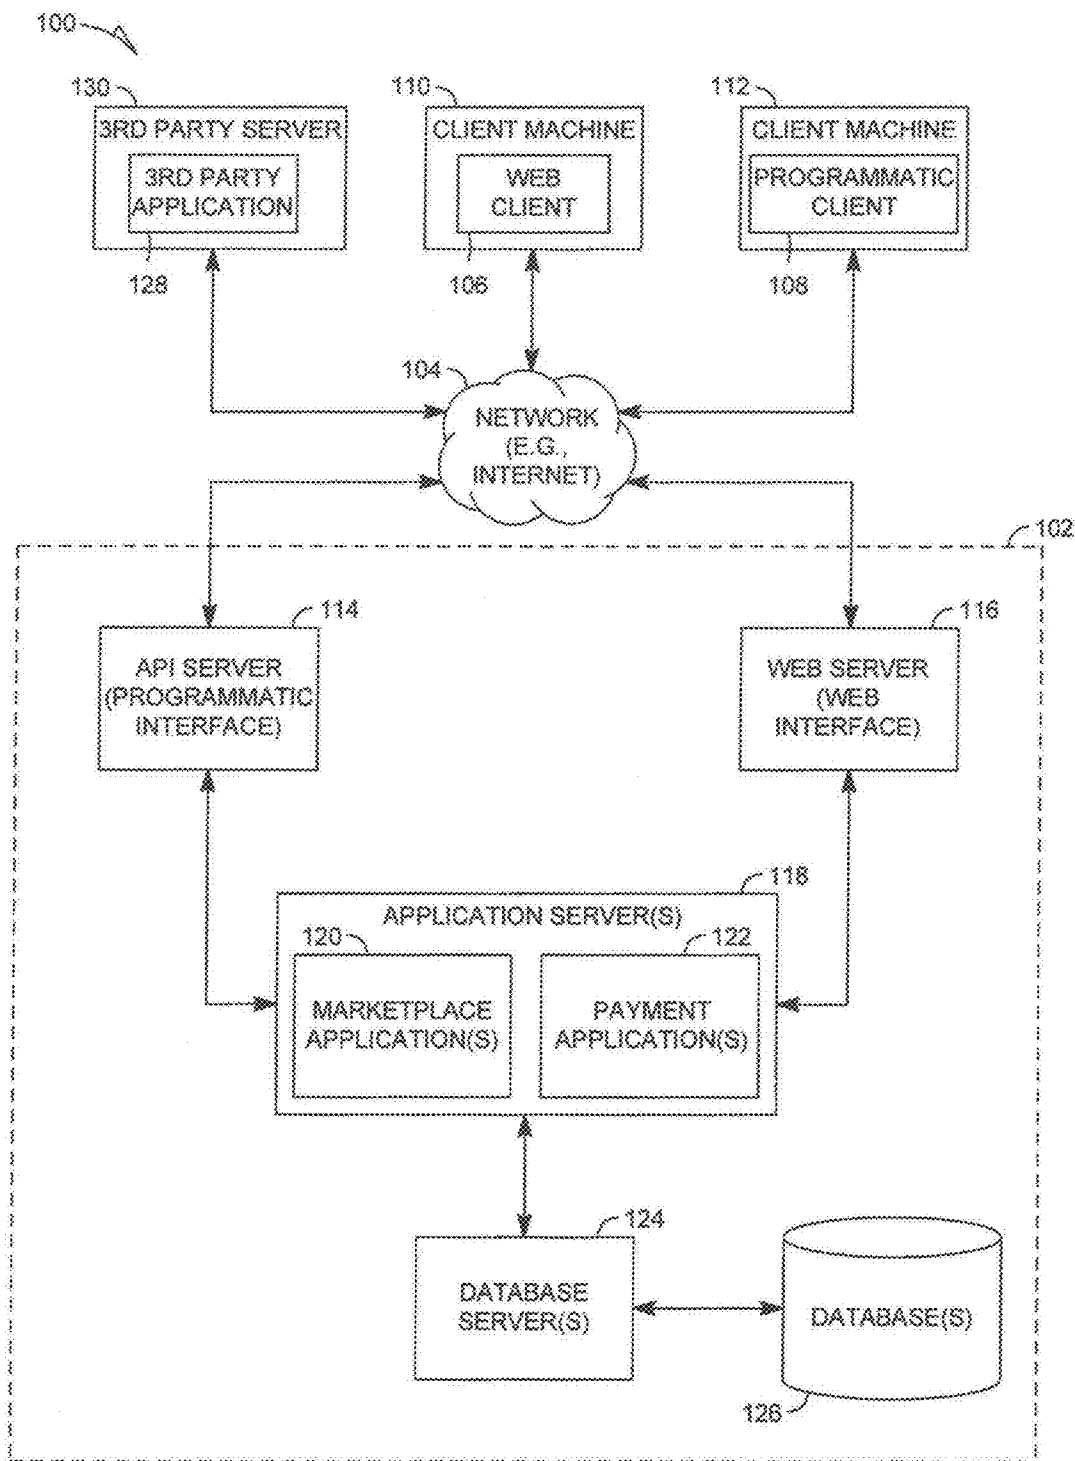 100
130
110
112
3RD PARTY SERVER
CLIENT MACHINE
CLIENT MACHINE
3RD PARTY
APPLICATION
WEB
CLIENT
PROGRAMMATIC
CLIENT
128
106
108
104
NETWORK
(E.G.,
INTERNET)
102
114
116
API SERVER
(PROGRAMMATIC
INTERFACE)
WEB SERVER
(WEB
INTERFACE)
118
APPLICATION SERVER(S)
120
122
MARKETPLACE
APPLICATION(S)
PAYMENT
APPLICATION(S)
124
DATABASE
SERVER(S)
DATABASE(S)
126